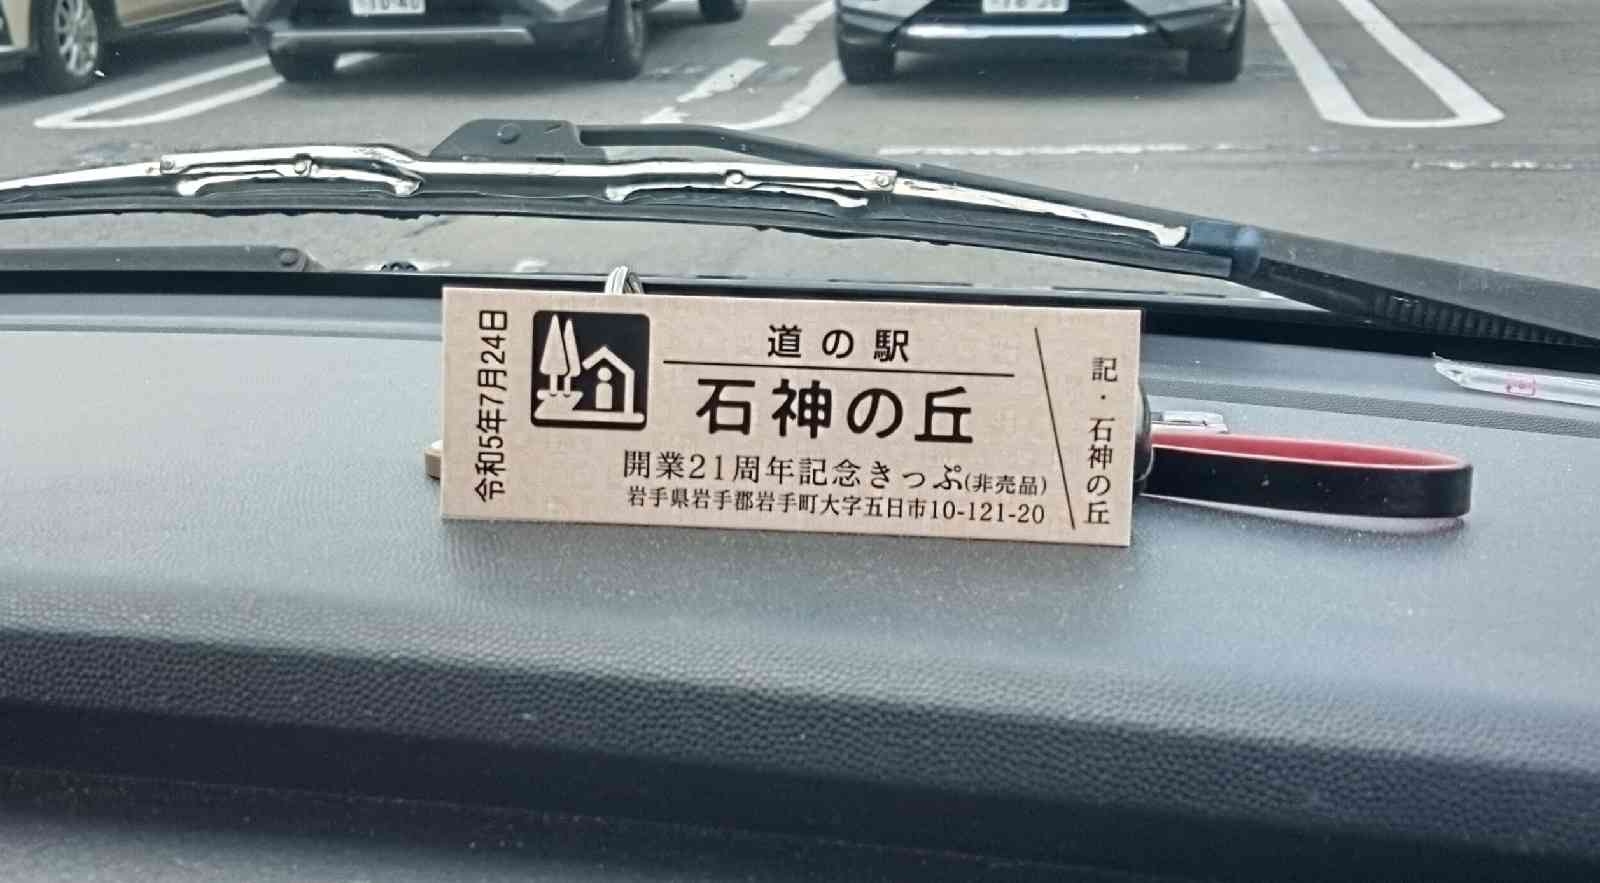 令和5年7月24日
道の駅
石神の丘
開業21周年記念きっぷ(非売品)
岩手県岩手郡岩手町大字五日市10-121-20
記・石神の丘